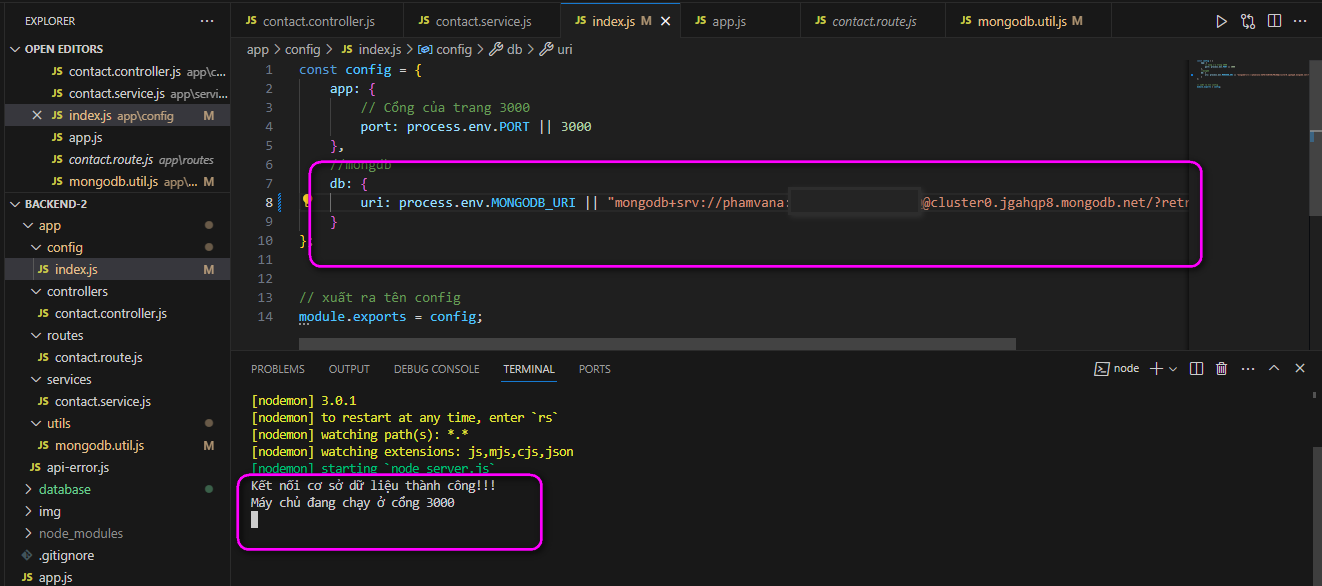 EXPLORER ···
OPEN EDITORS
JS contact.controller.js app\c...
JS contact.service.js app\servi...
JS index.js app\config M
JS app.js
JS contact.route.js app\routes
JS mongodb.util.js app\... M
BACKEND-2
app
config
JS index.js M
controllers
JS contact.controller.js
routes
JS contact.route.js
services
JS contact.service.js
utils
JS mongodb.util.js M
JS api-error.js
database
img
node_modules
.gitignore
JS app.js
JS contact.controller.js JS contact.service.js JS index.js M JS app.js JS contact.route.js JS mongodb.util.js M
app > config > JS index.js > config > db > uri
1 const config = {
2 app: {
3 // Cổng của trang 3000
4 port: process.env.PORT || 3000
5 },
6 //mongdb
7 db: {
8 uri: process.env.MONGODB_URI || "mongodb+srv://phamvana: @cluster0.jgahqp8.mongodb.net/?retr
9 }
10 };
11
12
13 // xuất ra tên config
14 module.exports = config;
PROBLEMS OUTPUT DEBUG CONSOLE TERMINAL PORTS node
[nodemon] 3.0.1
[nodemon] to restart at any time, enter `rs`
[nodemon] watching path(s): *.*
[nodemon] watching extensions: js,mjs,cjs,json
[nodemon] starting `node server.js`
Kết nối cơ sở dữ liệu thành công!!!
Máy chủ đang chạy ở cổng 3000